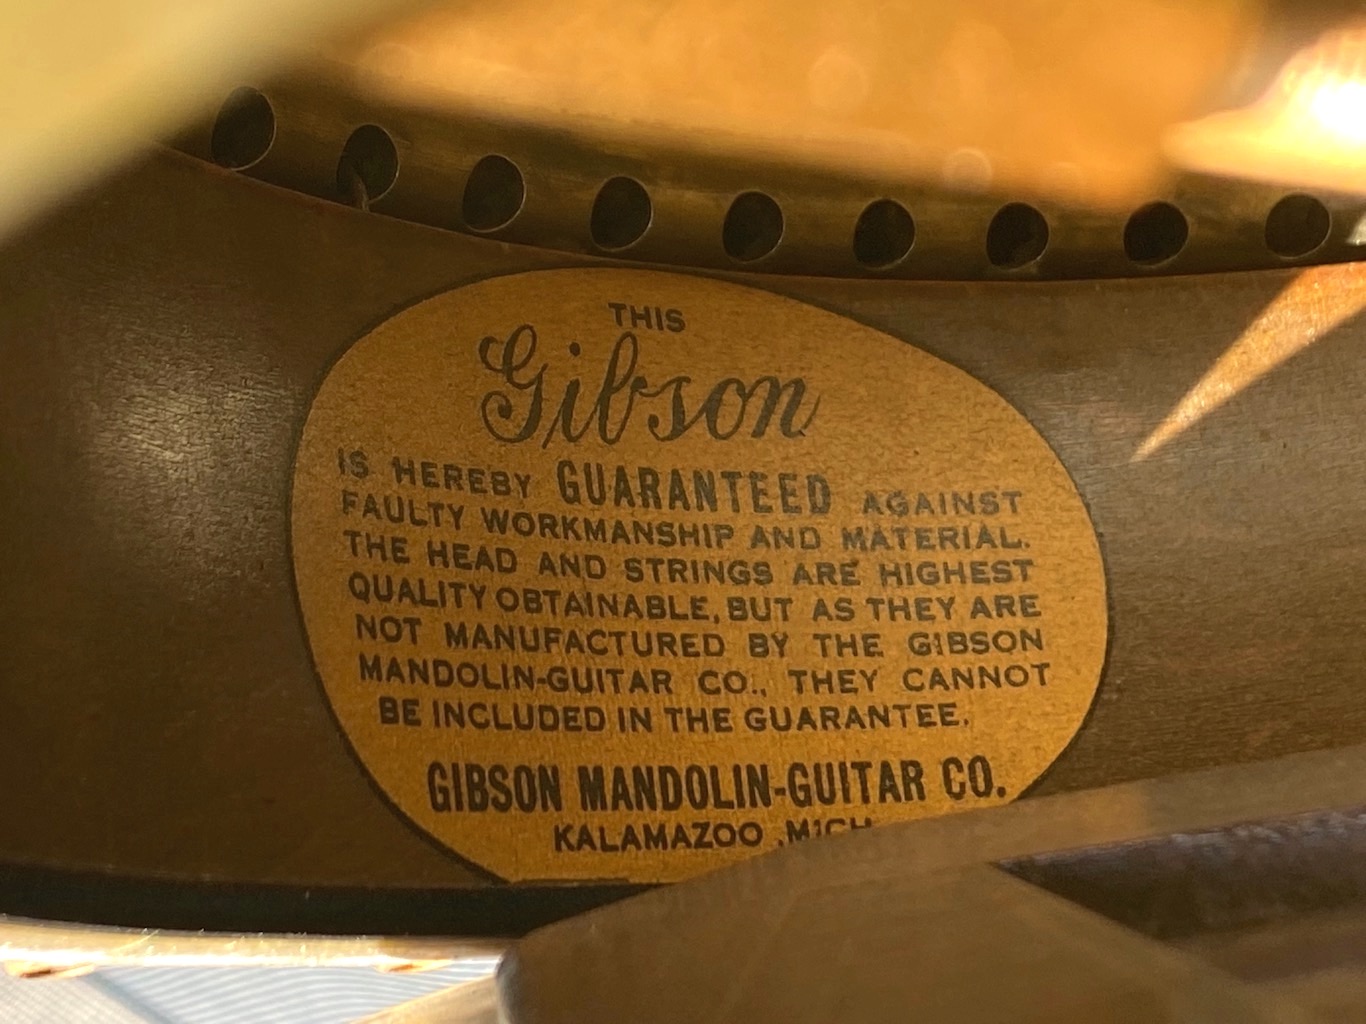 THIS
Gibson
IS HEREBY GUARANTEED AGAINST
FAULTY WORKMANSHIP AND MATERIAL.
THE HEAD AND STRINGS ARE HIGHEST
QUALITY OBTAINABLE, BUT AS THEY ARE
NOT MANUFACTURED BY THE GIBSON
MANDOLIN-GUITAR CO., THEY CANNOT
BE INCLUDED IN THE GUARANTEE.
GIBSON MANDOLIN-GUITAR CO.
KALAMAZOO, MICH